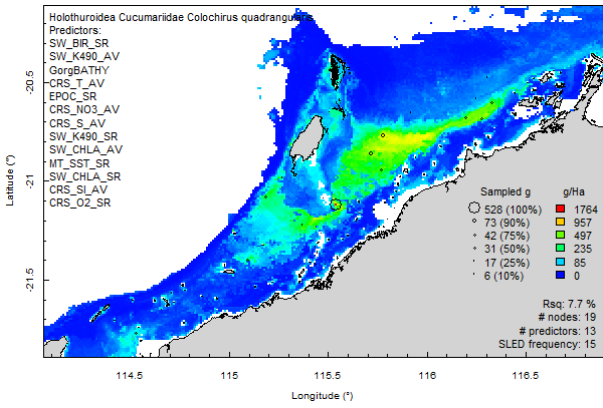 Holothuroidea Cucumariidae Colochirus quadrangularis
Predictors:
SW_BIR_SR
SW_K490_AV
GorgBATHY
CRS_T_AV
EPOC_SR
CRS_NO3_AV
CRS_S_AV
SW_K490_SR
SW_CHLA_AV
MT_SST_SR
SW_CHLA_SR
CRS_SI_AV
CRS_O2_SR
-20.5
-21
-21.5
Latitude (°)
Sampled g g/Ha
528 (100%) 1764
73 (90%) 957
42 (75%) 497
31 (50%) 235
17 (25%) 85
6 (10%) 0
Rsq: 7.7 %
# nodes: 19
# predictors: 13
SLED frequency: 15
114.5 115 115.5 116 116.5
Longitude (°)